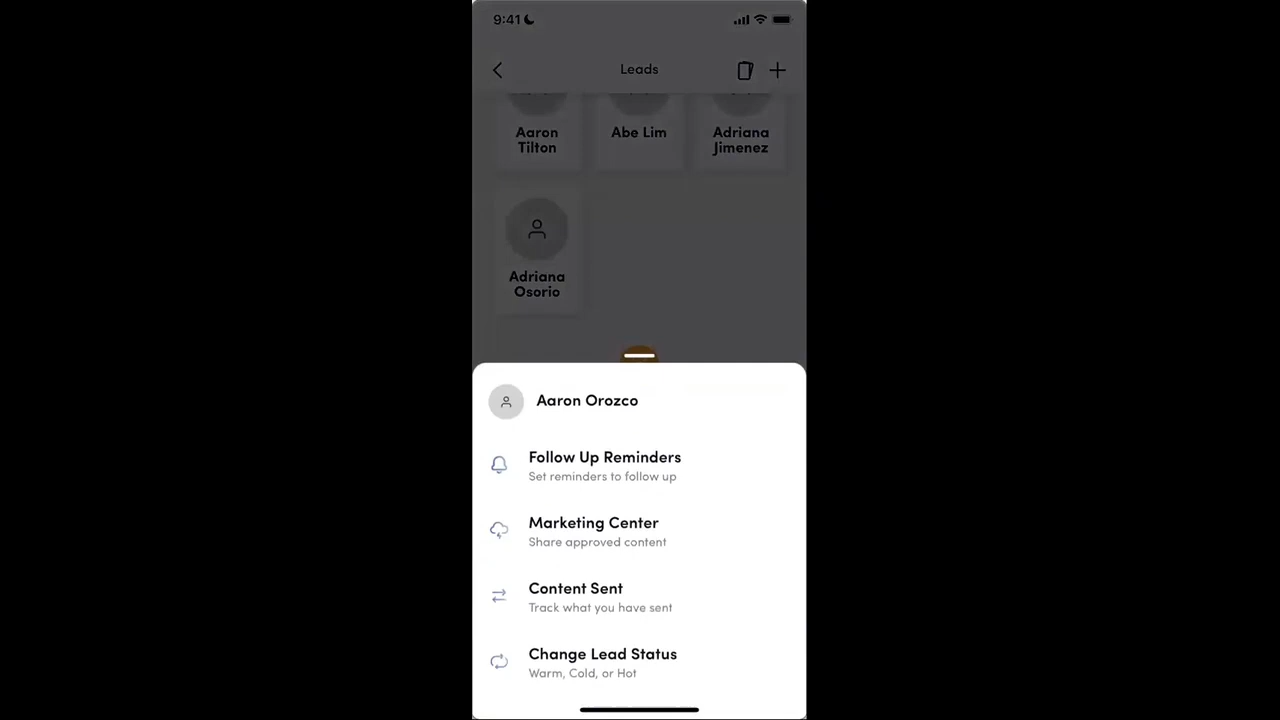 9:41
Leads
Aaron
Tilton
Abe Lim
Adriana
Jimenez
Adriana
Osorio
Aaron Orozco
Follow Up Reminders
Set reminders to follow up
Marketing Center
Share approved content
Content Sent
Track what you have sent
Change Lead Status
Warm, Cold, or Hot